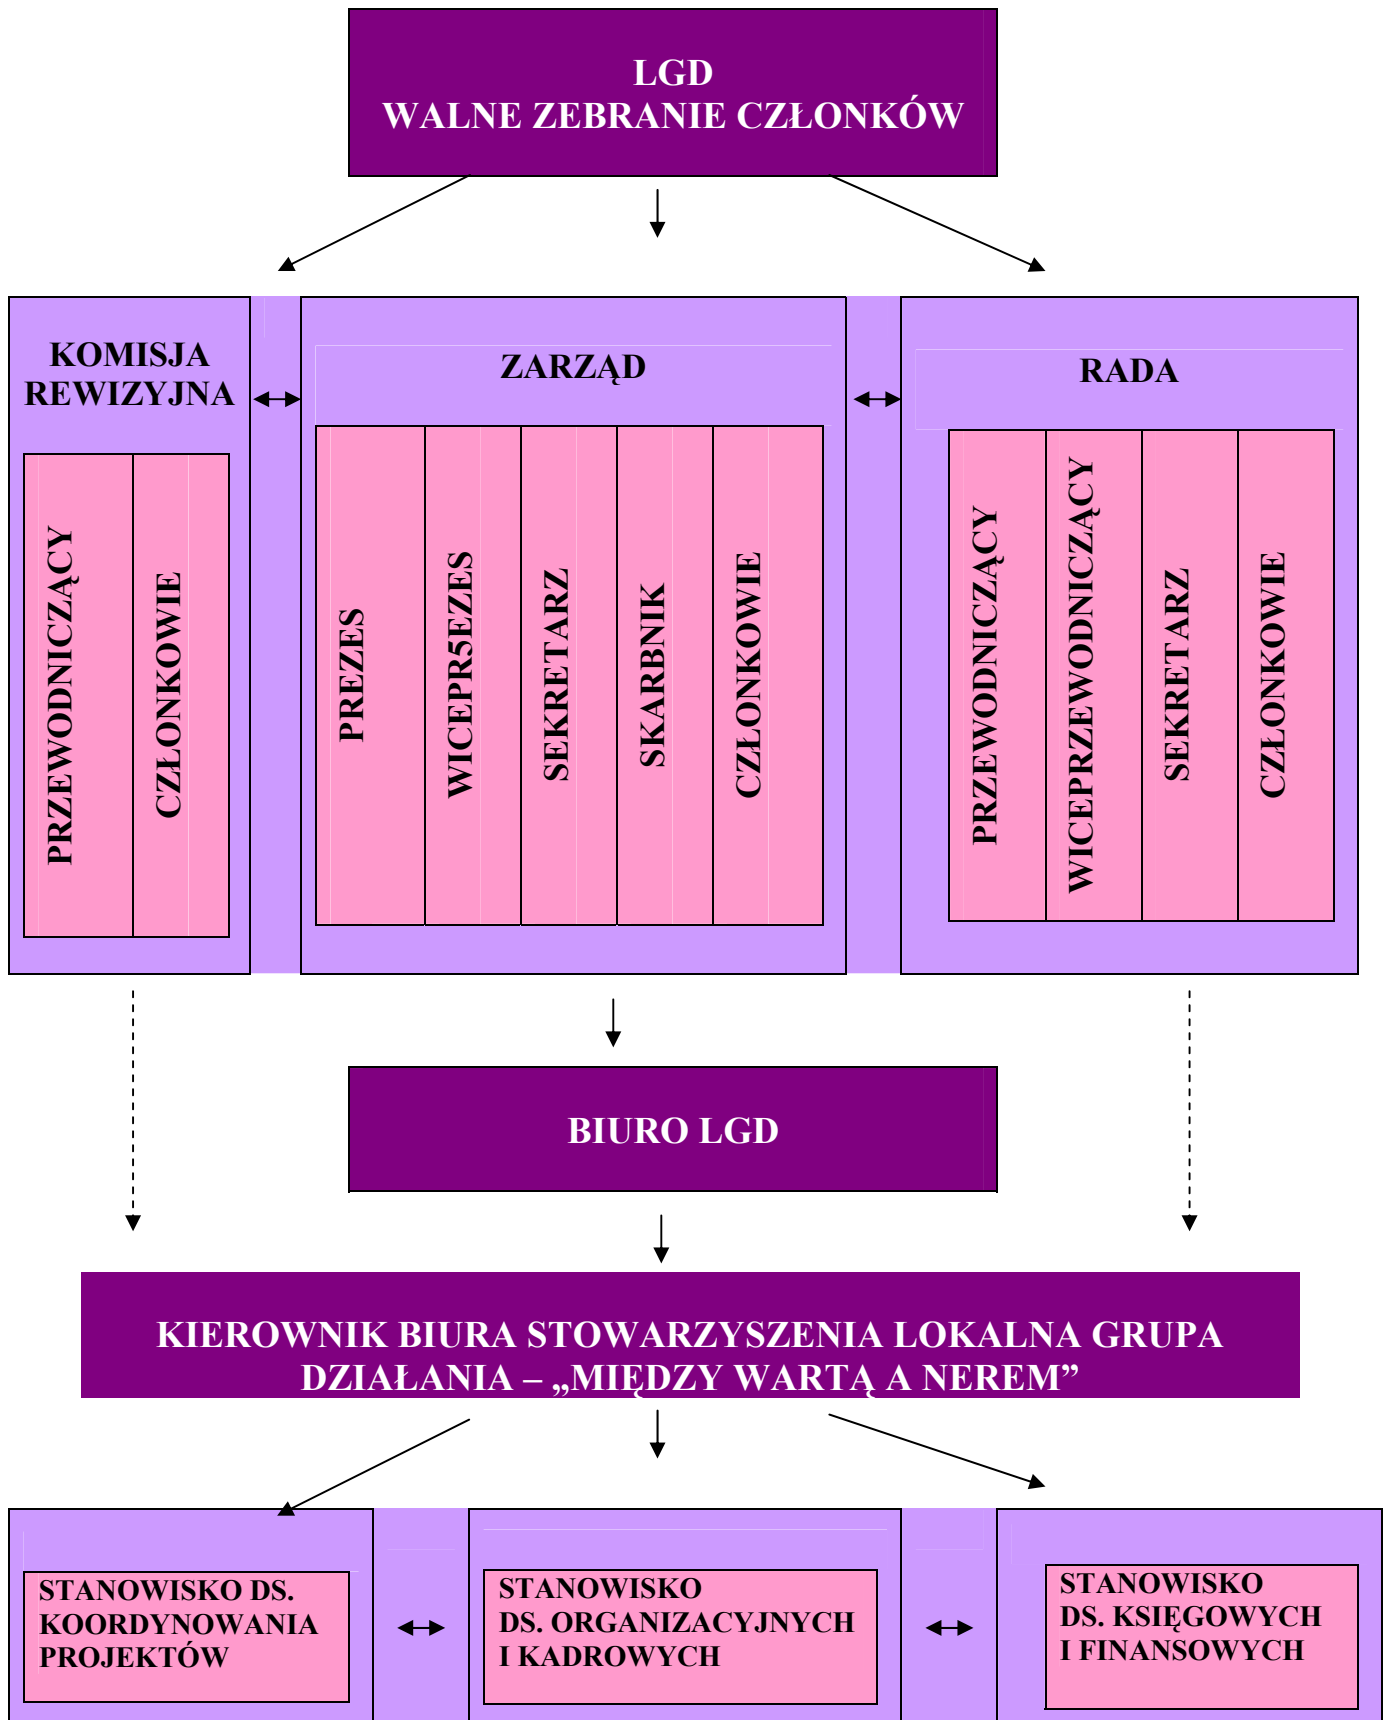 LGD
WALNE ZEBRANIE CZŁONKÓW
KOMISJA
REWIZYJNA
PRZEWODNICZĄCY
CZŁONKOWIE
ZARZĄD
PREZES
WICEPR5EZES
SEKRETARZ
SKARBNIK
CZŁONKOWIE
RADA
PRZEWODNICZĄCY
WICEPRZEWODNICZĄCY
SEKRETARZ
CZŁONKOWIE
BIURO LGD
KIEROWNIK BIURA STOWARZYSZENIA LOKALNA GRUPA
DZIAŁANIA – „MIĘDZY WARTĄ A NEREM”
STANOWISKO DS.
KOORDYNOWANIA
PROJEKTÓW
STANOWISKO
DS. ORGANIZACYJNYCH
I KADROWYCH
STANOWISKO
DS. KSIĘGOWYCH
I FINANSOWYCH